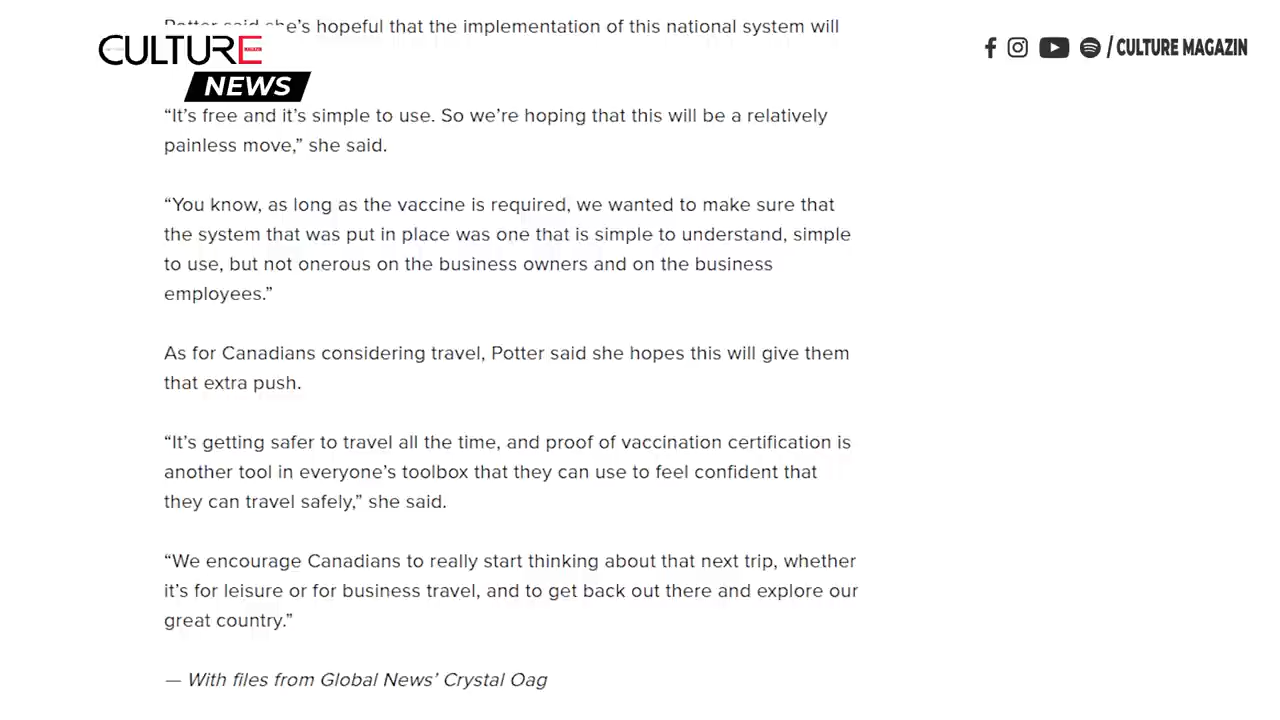 Potter said she's hopeful that the implementation of this national system will
CULTURE
NEWS
/ CULTURE MAGAZIN
“It’s free and it’s simple to use. So we’re hoping that this will be a relatively
painless move,” she said.
“You know, as long as the vaccine is required, we wanted to make sure that
the system that was put in place was one that is simple to understand, simple
to use, but not onerous on the business owners and on the business
employees.”
As for Canadians considering travel, Potter said she hopes this will give them
that extra push.
“It’s getting safer to travel all the time, and proof of vaccination certification is
another tool in everyone’s toolbox that they can use to feel confident that
they can travel safely,” she said.
“We encourage Canadians to really start thinking about that next trip, whether
it’s for leisure or for business travel, and to get back out there and explore our
great country.”
— With files from Global News’ Crystal Oag